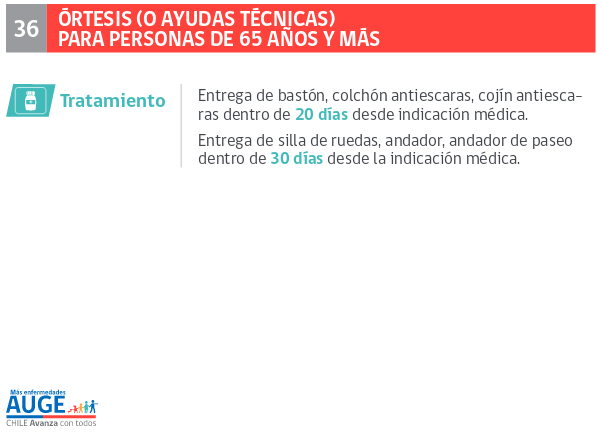 36
ÓRTESIS (O AYUDAS TÉCNICAS)
PARA PERSONAS DE 65 AÑOS Y MÁS
Tratamiento
Entrega de bastón, colchón antiescaras, cojín antiesca-
ras dentro de 20 días desde indicación médica.
Entrega de silla de ruedas, andador, andador de paseo
dentro de 30 días desde la indicación médica.
Más enfermedades
AUGE
CHILE Avanza con todos